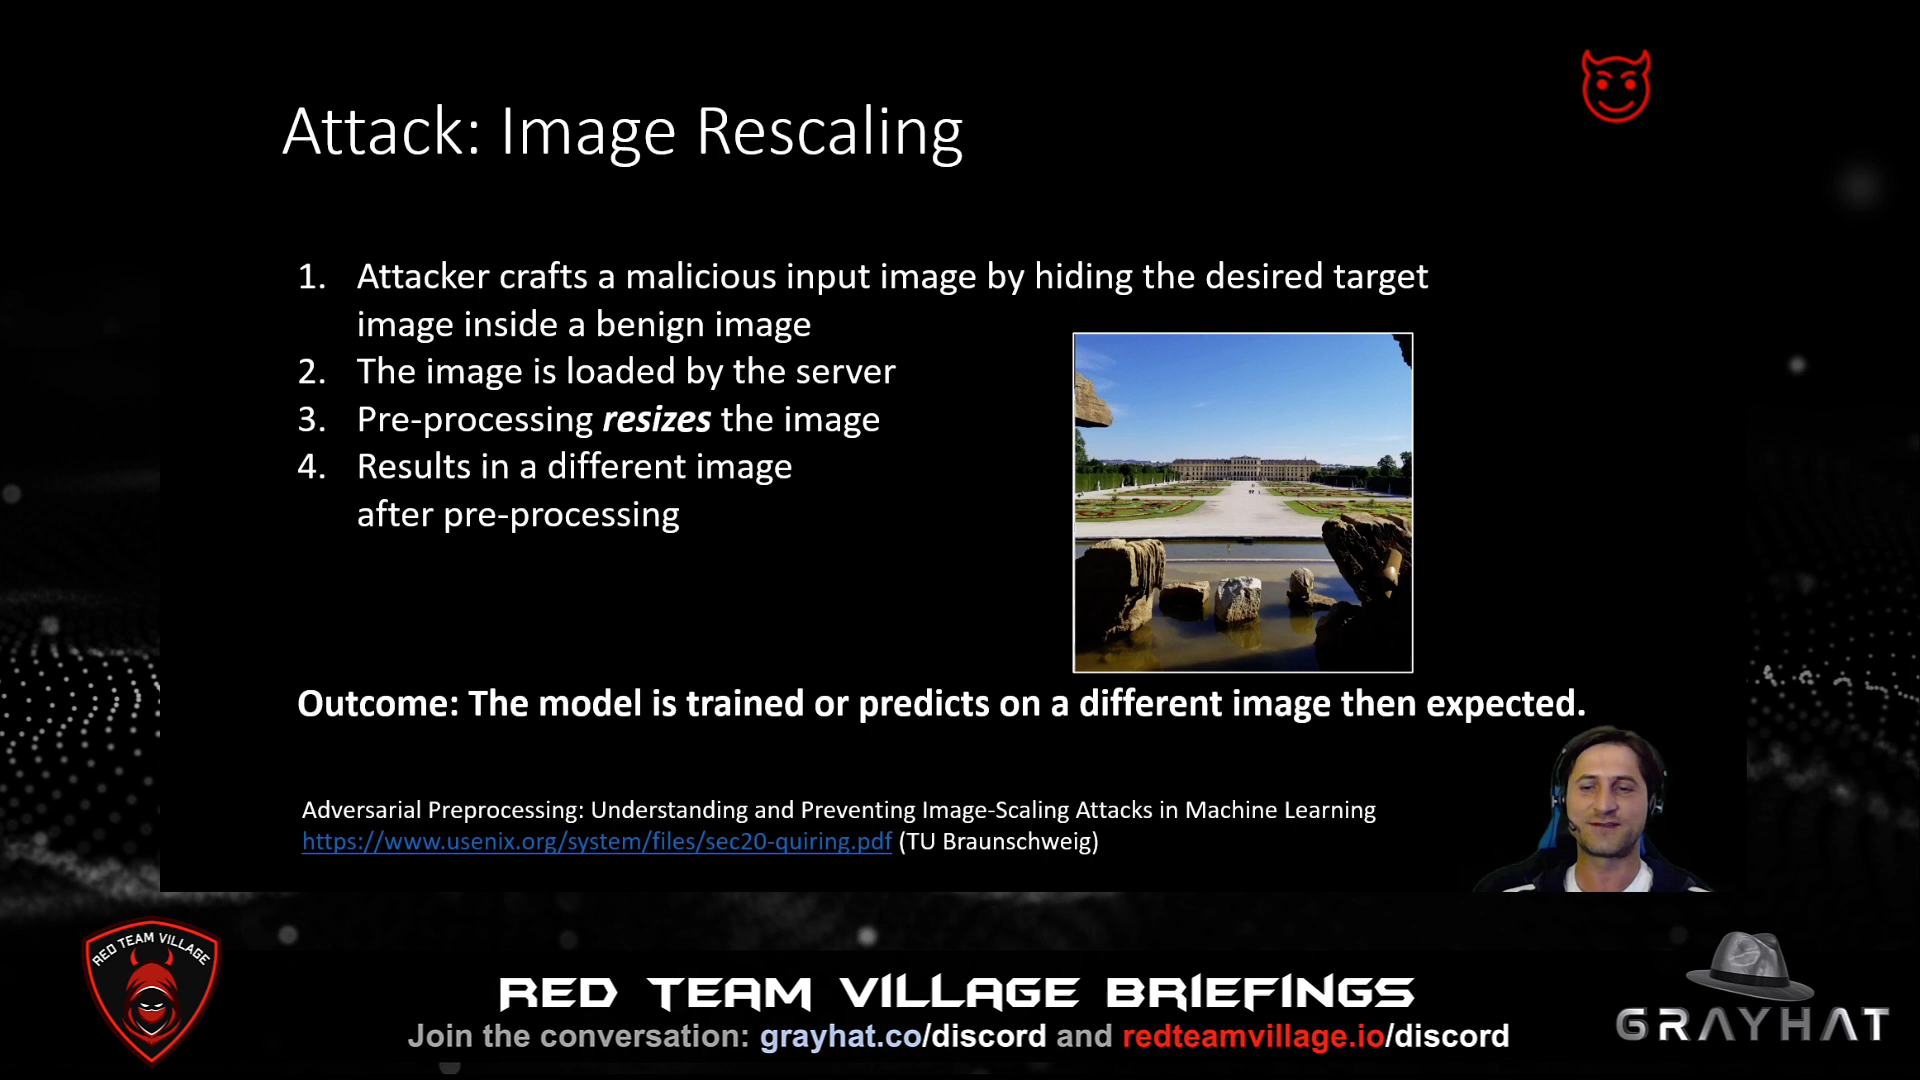 Attack: Image Rescaling
1. Attacker crafts a malicious input image by hiding the desired target
image inside a benign image
2. The image is loaded by the server
3. Pre-processing resizes the image
4. Results in a different image
after pre-processing
Outcome: The model is trained or predicts on a different image then expected.
Adversarial Preprocessing: Understanding and Preventing Image-Scaling Attacks in Machine Learning
https://www.usenix.org/system/files/sec20-quiring.pdf (TU Braunschweig)
RED TEAM VILLAGE
RED TEAM VILLAGE BRIEFINGS
Join the conversation: grayhat.co/discord and redteamvillage.io/discord
GRAYHAT